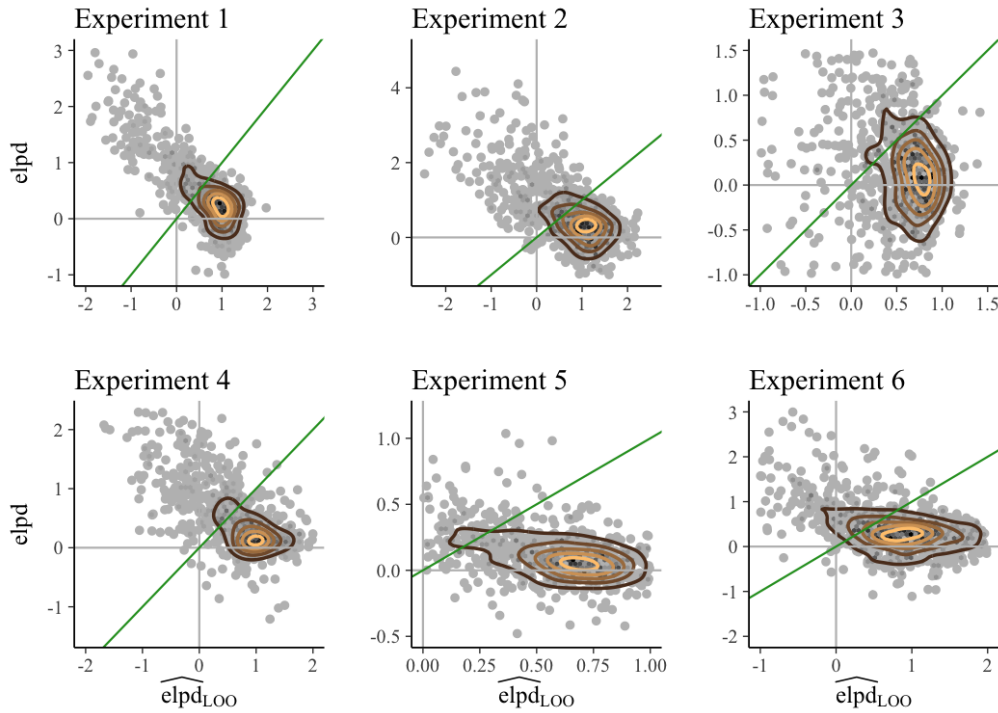 Experiment 1 Experiment 2 Experiment 3
3 4 1.5
2 1.0
elpd 1 2 0.5
0 0 0.0
-0.5
-1 -1.0
-2 -1 0 1 2 3 -2 -1 0 1 2 -1.0 -0.5 0.0 0.5 1.0 1.5
Experiment 4 Experiment 5 Experiment 6
2 1.0 3
2
elpd 1 0.5 1
0 0.0 0
-1 -1
-0.5 -2
-1 0 1 2 0.00 0.25 0.50 0.75 1.00 -1 0 1 2
elpd_LOO elpd_LOO elpd_LOO